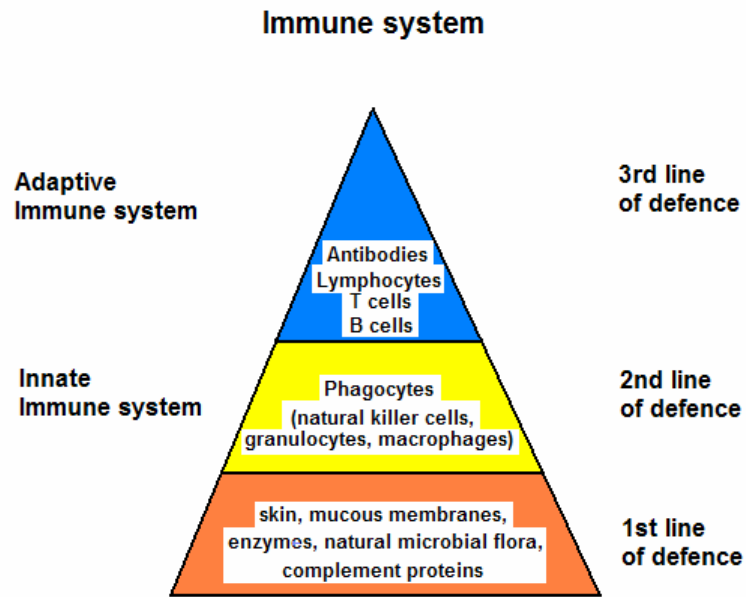 Immune system
Adaptive
Immune system
3rd line
of defence
Antibodies
Lymphocytes
T cells
B cells
Innate
Immune system
2nd line
of defence
Phagocytes
(natural killer cells,
granulocytes, macrophages)
1st line
of defence
skin, mucous membranes,
enzymes, natural microbial flora,
complement proteins